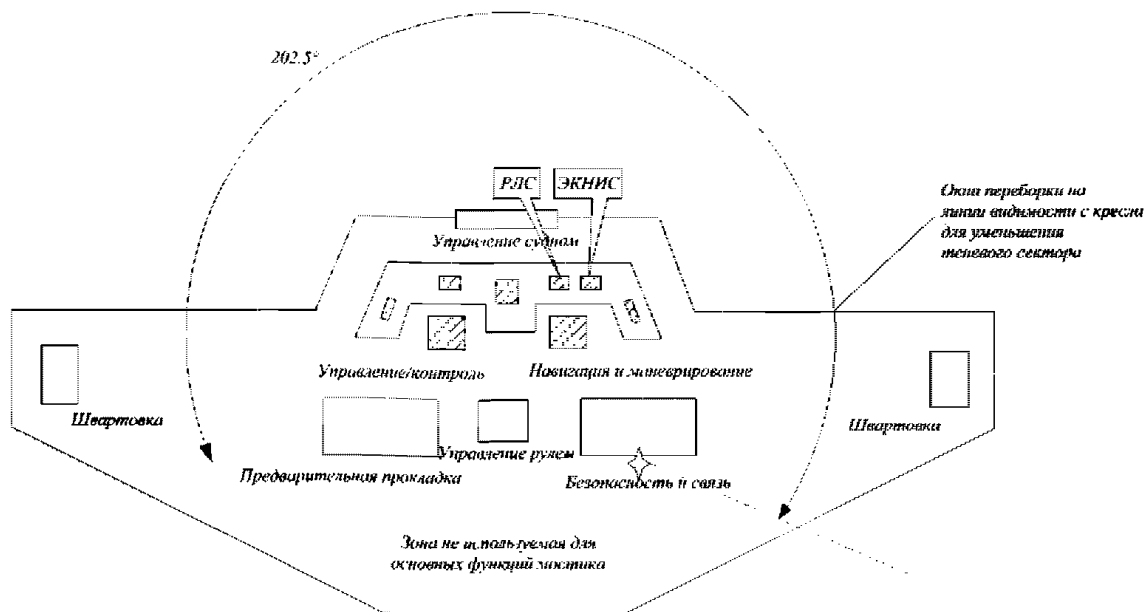 202.5°
РЛС ЭКНИС
Окна переборки на
линии видимости с кресла
для уменьшения
теневого сектора
Управление судном
Управление/контроль
Навигация и маневрирование
Швартовка
Швартовка
Управление рулем
Предварительная прокладка
Безопасность и связь
Зона не используемая для
основных функций мостика